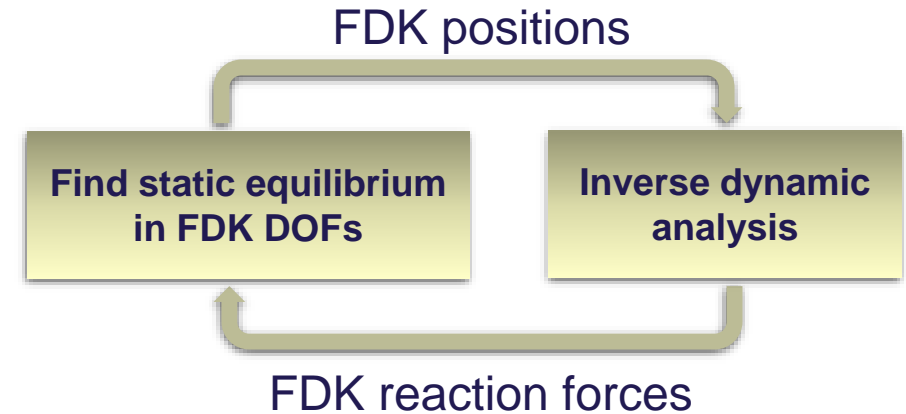 FDK positions
Find static equilibrium
in FDK DOFs
Inverse dynamic
analysis
FDK reaction forces